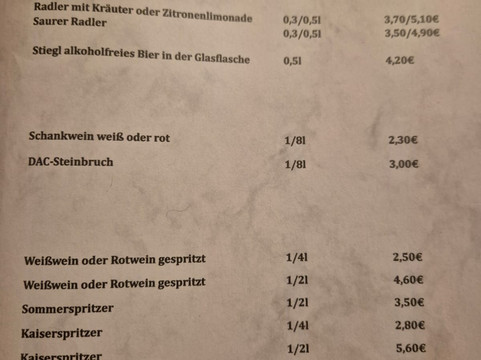 Radler mit Kräuter oder Zitronenlimonade 0,3/0,5l 3,70/5,10€
Saurer Radler 0,3/0,5l 3,50/4,90€
Stiegl alkoholfreies Bier in der Glasflasche 0,5l 4,20€
Schankwein weiß oder rot 1/8l 2,30€
DAC-Steinbruch 1/8l 3,00€
Weißwein oder Rotwein gespritzt 1/4l 2,50€
Weißwein oder Rotwein gespritzt 1/2l 4,60€
Sommerspritzer 1/2l 3,50€
Kaiserspritzer 1/4l 2,80€
Kaiserspritzer 1/2l 5,60€